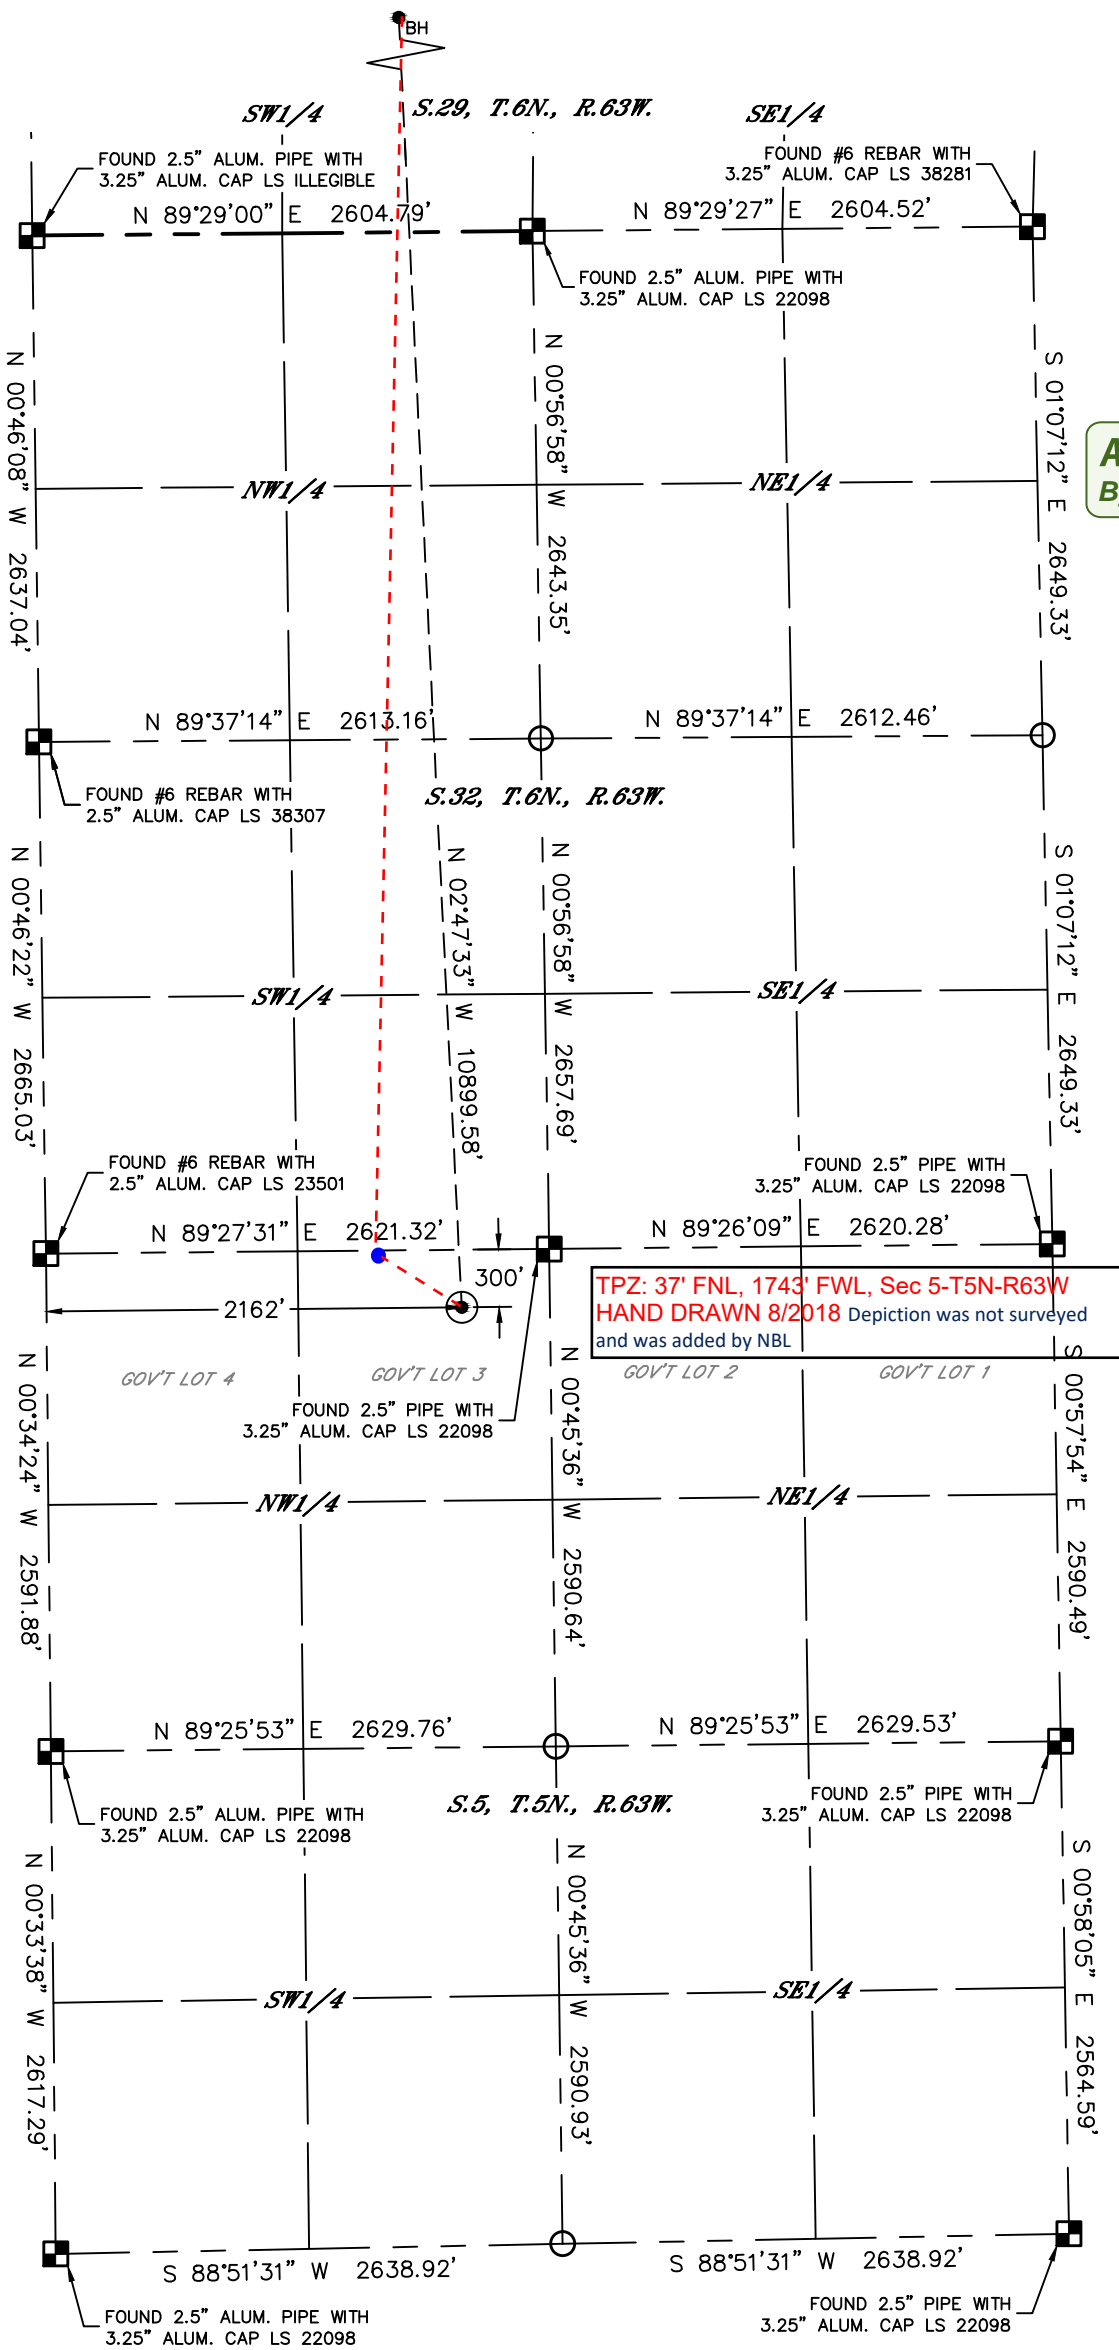 BH
SW1/4 S.29, T.6N., R.63W. SE1/4
FOUND 2.5" ALUM. PIPE WITH
3.25" ALUM. CAP LS ILLEGIBLE
FOUND #6 REBAR WITH
3.25" ALUM. CAP LS 38281
N 89°29'00" E 2604.79'
N 89°29'27" E 2604.52'
FOUND 2.5" ALUM. PIPE WITH
3.25" ALUM. CAP LS 22098
N 00°46'08" W 2637.04'
N 00°56'58" W 2643.35'
S 01°07'12" E 2649.33'
NW1/4
NE1/4
N 89°37'14" E 2613.16'
N 89°37'14" E 2612.46'
FOUND #6 REBAR WITH
2.5" ALUM. CAP LS 38307
S.32, T.6N., R.63W.
N 00°46'22" W 2665.03'
N 02°47'33" W 10899.58'
N 00°56'58" W 2657.69'
S 01°07'12" E 2649.33'
SW1/4
SE1/4
FOUND #6 REBAR WITH
2.5" ALUM. CAP LS 23501
FOUND 2.5" PIPE WITH
3.25" ALUM. CAP LS 22098
N 89°27'31" E 2621.32'
N 89°26'09" E 2620.28'
300'
2162'
TPZ: 37' FNL, 1743' FWL, Sec 5-T5N-R63W
HAND DRAWN 8/2018 Depiction was not surveyed
and was added by NBL
GOV'T LOT 4
GOV'T LOT 3
GOV'T LOT 2
GOV'T LOT 1
FOUND 2.5" PIPE WITH
3.25" ALUM. CAP LS 22098
N 00°34'24" W 2591.88'
N 00°45'36" W 2590.64'
S 00°57'54" E 2590.49'
NW1/4
NE1/4
N 89°25'53" E 2629.76'
N 89°25'53" E 2629.53'
FOUND 2.5" ALUM. PIPE WITH
3.25" ALUM. CAP LS 22098
S.5, T.5N., R.63W.
FOUND 2.5" PIPE WITH
3.25" ALUM. CAP LS 22098
N 00°33'38" W 2617.29'
N 00°45'36" W 2590.93'
S 00°58'05" E 2564.59'
SW1/4
SE1/4
S 88°51'31" W 2638.92'
S 88°51'31" W 2638.92'
FOUND 2.5" ALUM. PIPE WITH
3.25" ALUM. CAP LS 22098
FOUND 2.5" PIPE WITH
3.25" ALUM. CAP LS 22098